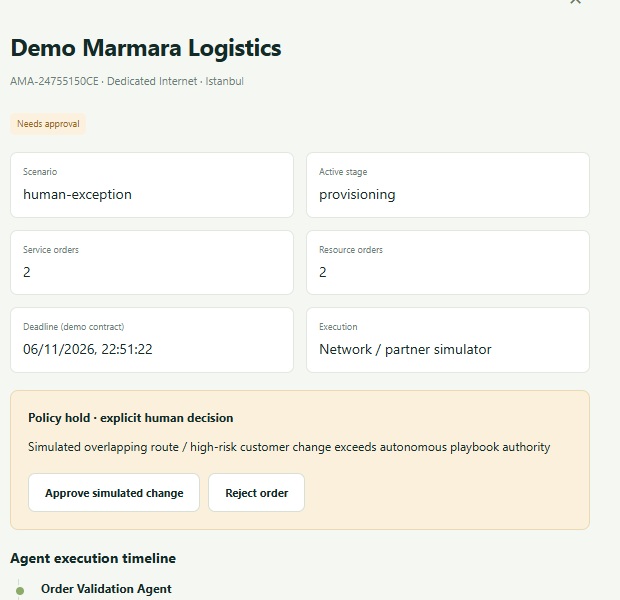 Demo Marmara Logistics
AMA-24755150CE · Dedicated Internet · Istanbul
Needs approval
Scenario
human-exception
Active stage
provisioning
Service orders
2
Resource orders
2
Deadline (demo contract)
06/11/2026, 22:51:22
Execution
Network / partner simulator
Policy hold · explicit human decision
Simulated overlapping route / high-risk customer change exceeds autonomous playbook authority
Approve simulated change
Reject order
Agent execution timeline
Order Validation Agent